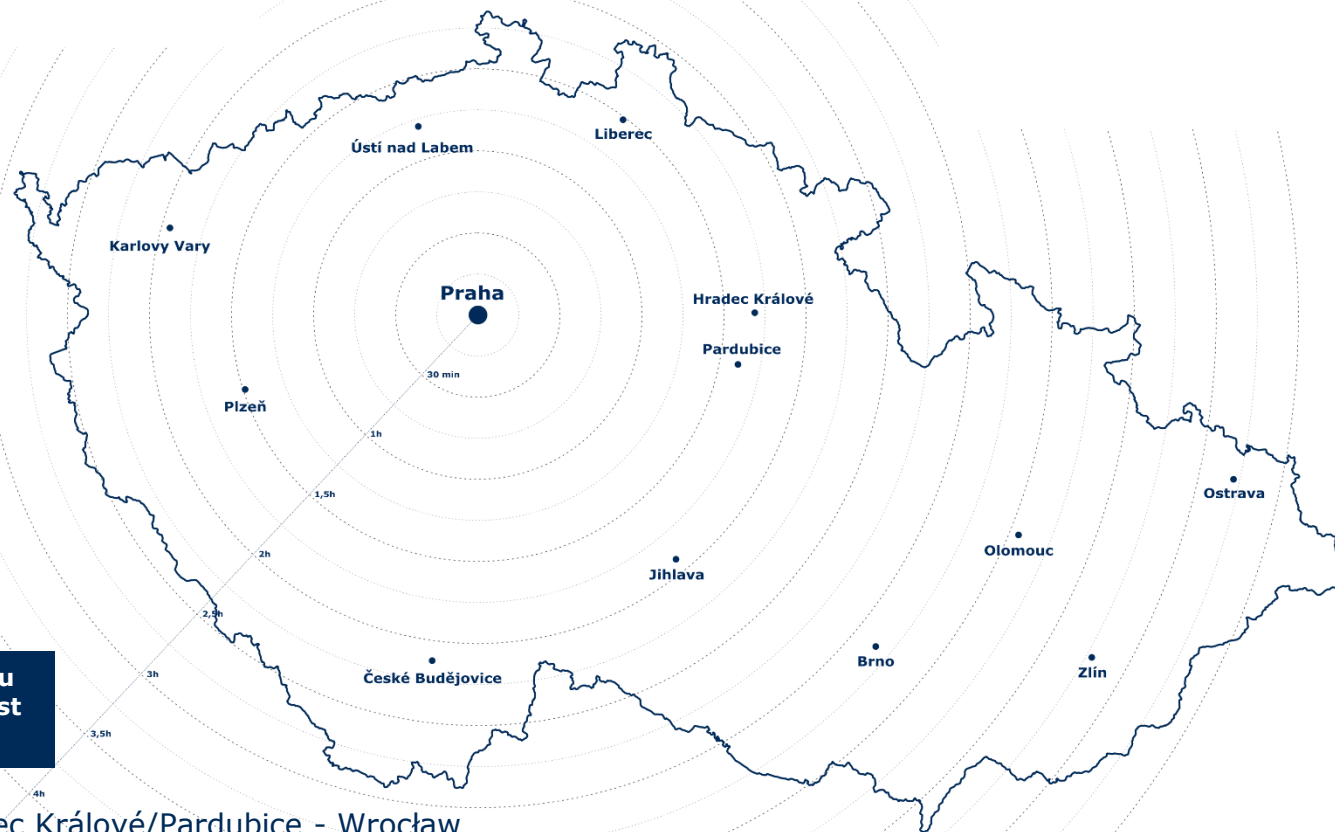 Liberec
Ústí nad Labem
Karlovy Vary
Praha
Hradec Králové
Pardubice
30 min
Plzeň
1h
1,5h
Ostrava
2h
Olomouc
Jihlava
2,5h
Brno
Zlín
České Budějovice
3h
u
st
3,5h
4h
ec Králové/Pardubice - Wrocław